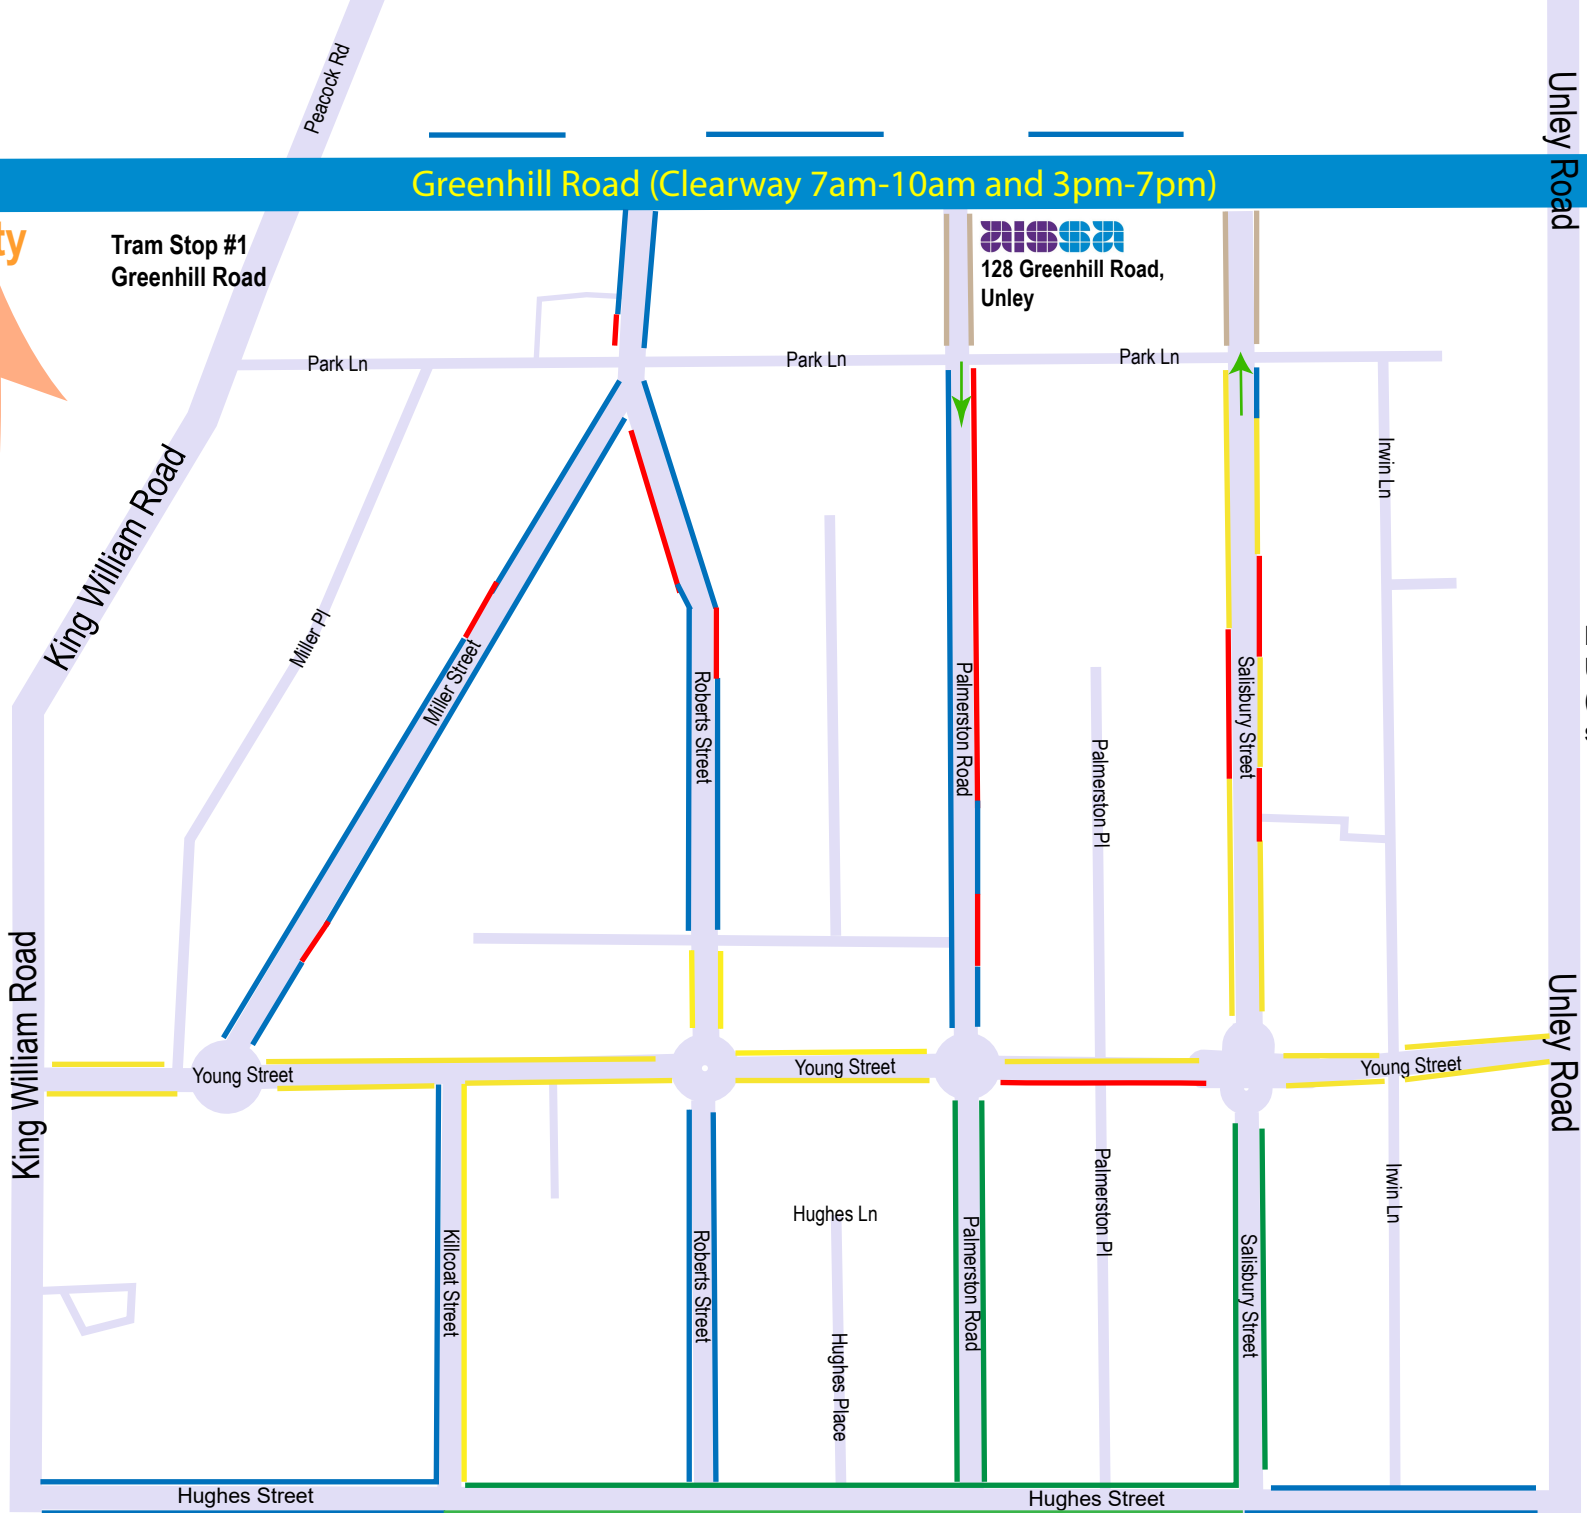 Peacock Rd
Unley Road
Greenhill Road (Clearway 7am-10am and 3pm-7pm)
ty
Tram Stop #1
Greenhill Road
aissa
128 Greenhill Road,
Unley
Park Ln
Park Ln
Park Ln
King William Road
Irwin Ln
Miller Pl
Miller Street
Roberts Street
Palmerston Road
Palmerston Pl
Salisbury Street
King William Road
Unley Road
Young Street
Young Street
Young Street
Killcoat Street
Roberts Street
Hughes Ln
Hughes Place
Palmerston Road
Palmerston Pl
Salisbury Street
Irwin Ln
Hughes Street
Hughes Street